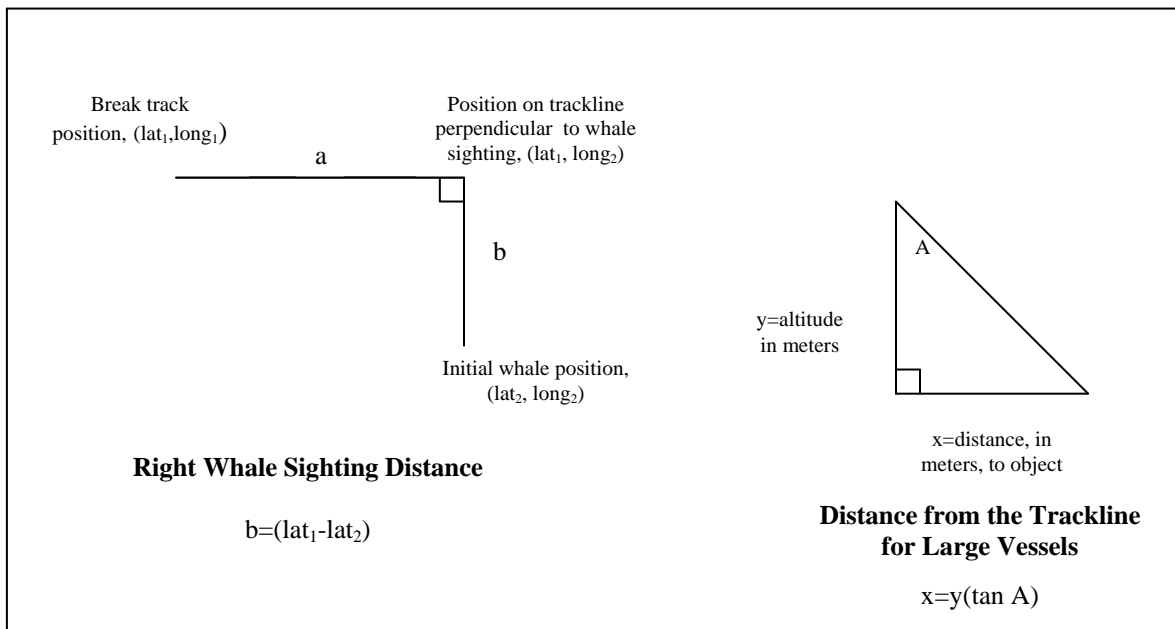 Break track
position, (lat₁,long₁)
Position on trackline
perpendicular to whale
sighting, (lat₁, long₂)
a
b
Initial whale position,
(lat₂, long₂)
Right Whale Sighting Distance
b=(lat₁-lat₂)
A
y=altitude
in meters
x=distance, in
meters, to object
Distance from the Trackline
for Large Vessels
x=y(tan A)